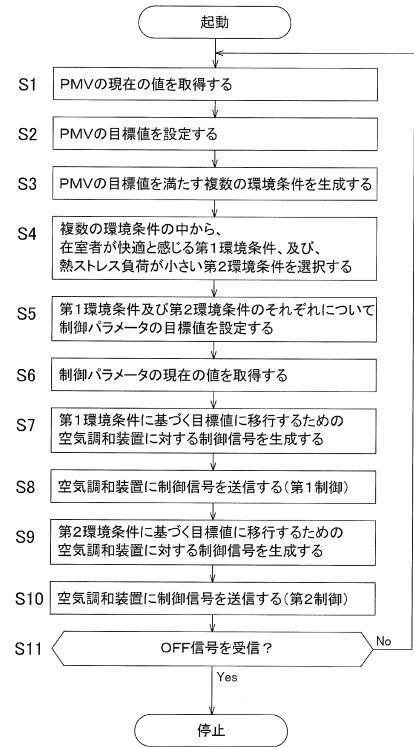 起動
S1
PMVの現在の値を取得する
S2
PMVの目標値を設定する
S3
PMVの目標値を満たす複数の環境条件を生成する
S4
複数の環境条件の中から、
在室者が快適と感じる第1環境条件、及び、
熱ストレス負荷が小さい第2環境条件を選択する
S5
第1環境条件及び第2環境条件のそれぞれについて
制御パラメータの目標値を設定する
S6
制御パラメータの現在の値を取得する
S7
第1環境条件に基づく目標値に移行するための
空気調和装置に対する制御信号を生成する
S8
空気調和装置に制御信号を送信する(第1制御)
S9
第2環境条件に基づく目標値に移行するための
空気調和装置に対する制御信号を生成する
S10
空気調和装置に制御信号を送信する(第2制御)
S11
OFF信号を受信?
No
Yes
停止